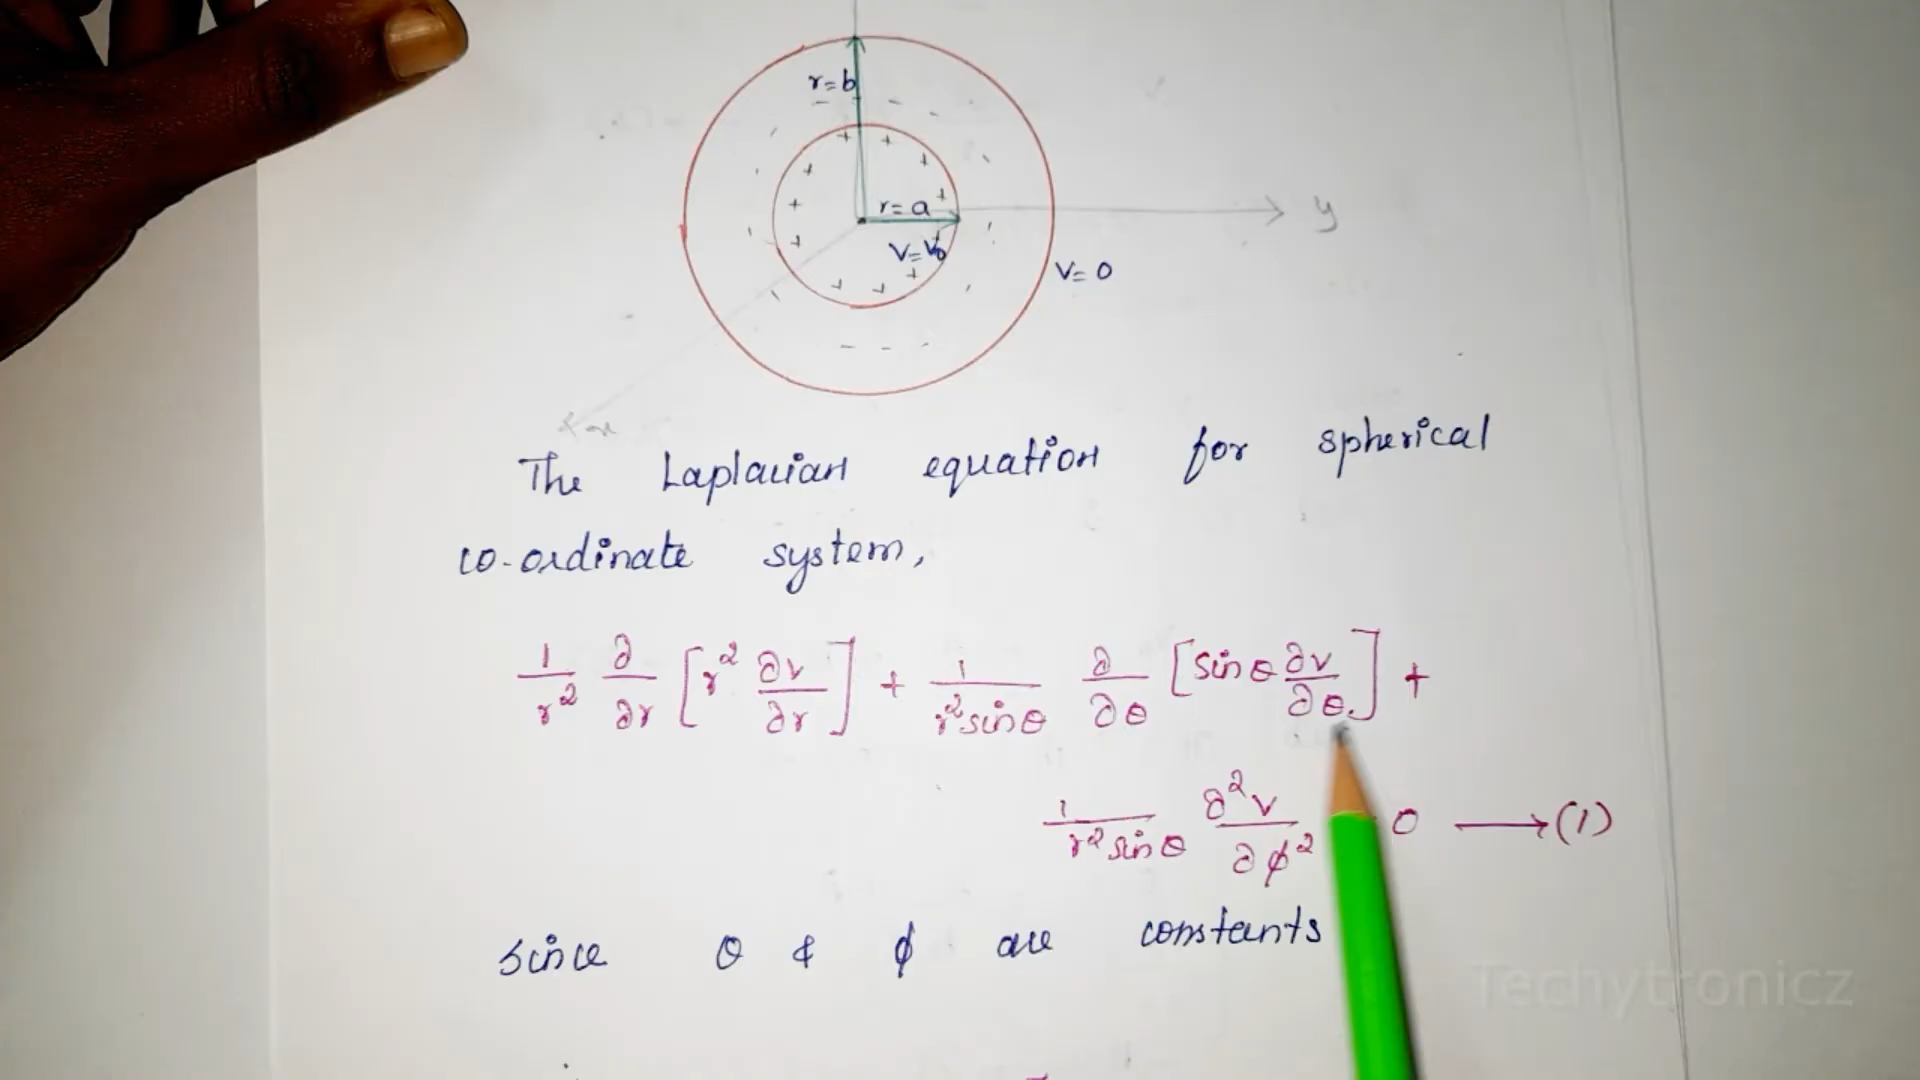 r=b
r=a
V=V₀
y
V=0
x
The Laplacian equation for spherical
co-ordinate system,
1/r² ∂/∂r [r² ∂v/∂r] + 1/(r² sinθ) ∂/∂θ [sinθ ∂v/∂θ] +
1/(r² sinθ) ∂²v/∂φ² 0 ⟶(1)
since θ & φ are constants
Techytronicz